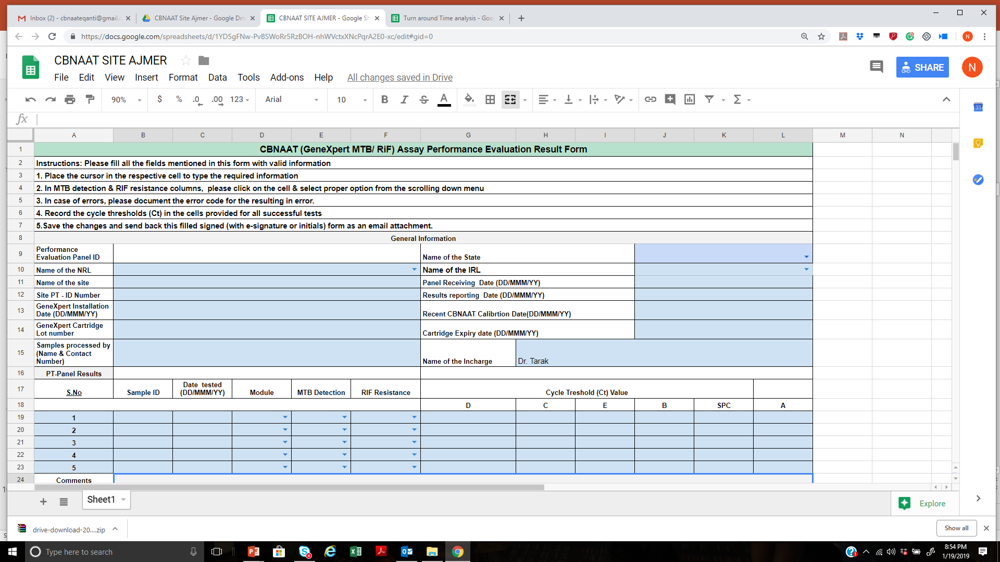 Inbox (2) - cbnaateqanti@gmail.c
CBNAAT Site Ajmer - Google Driv
CBNAAT SITE AJMER - Google Sh
Turn around Time analysis - Goo
https://docs.google.com/spreadsheets/d/1YD5gFNw-PvBSWoRr5RzBOH-nhWVctxXNcPqrA2E0-xc/edit#gid=0
N
CBNAAT SITE AJMER
SHARE
N
File Edit View Insert Format Data Tools Add-ons Help All changes saved in Drive
90% $ % .0 .00 123 Arial 10 B I S A Σ
31
fx
A B C D E F G H I J K L M N
1 CBNAAT (GeneXpert MTB/ RiF) Assay Performance Evaluation Result Form
2 Instructions: Please fill all the fields mentioned in this form with valid information
3 1. Place the cursor in the respective cell to type the required information
4 2. In MTB detection & RIF resistance columns, please click on the cell & select proper option from the scrolling down menu
5 3. In case of errors, please document the error code for the resulting in error.
6 4. Record the cycle thresholds (Ct) in the cells provided for all successful tests
7 5.Save the changes and send back this filled signed (with e-signature or initials) form as an email attachment.
8 General Information
9 Performance
Evaluation Panel ID Name of the State
10 Name of the NRL Name of the IRL
11 Name of the site Panel Receiving Date (DD/MMM/YY)
12 Site PT - ID Number Results reporting Date (DD/MMM/YY)
13 GeneXpert Installation
Date (DD/MMM/YY) Recent CBNAAT Calibrtion Date(DD/MMM/YY)
14 GeneXpert Cartridge
Lot number Cartridge Expiry date (DD/MMM/YY)
15 Samples processed by
(Name & Contact
Number) Name of the Incharge Dr. Tarak
16 PT-Panel Results
17 S.No Sample ID Date tested
(DD/MMM/YY) Module MTB Detection RIF Resistance Cycle Treshold (Ct) Value
18 D C E B SPC A
19 1
20 2
21 3
22 4
23 5
24 Comments
Sheet1
Explore
drive-download-20....zip
Show all
Type here to search
8:54 PM
1/19/2019